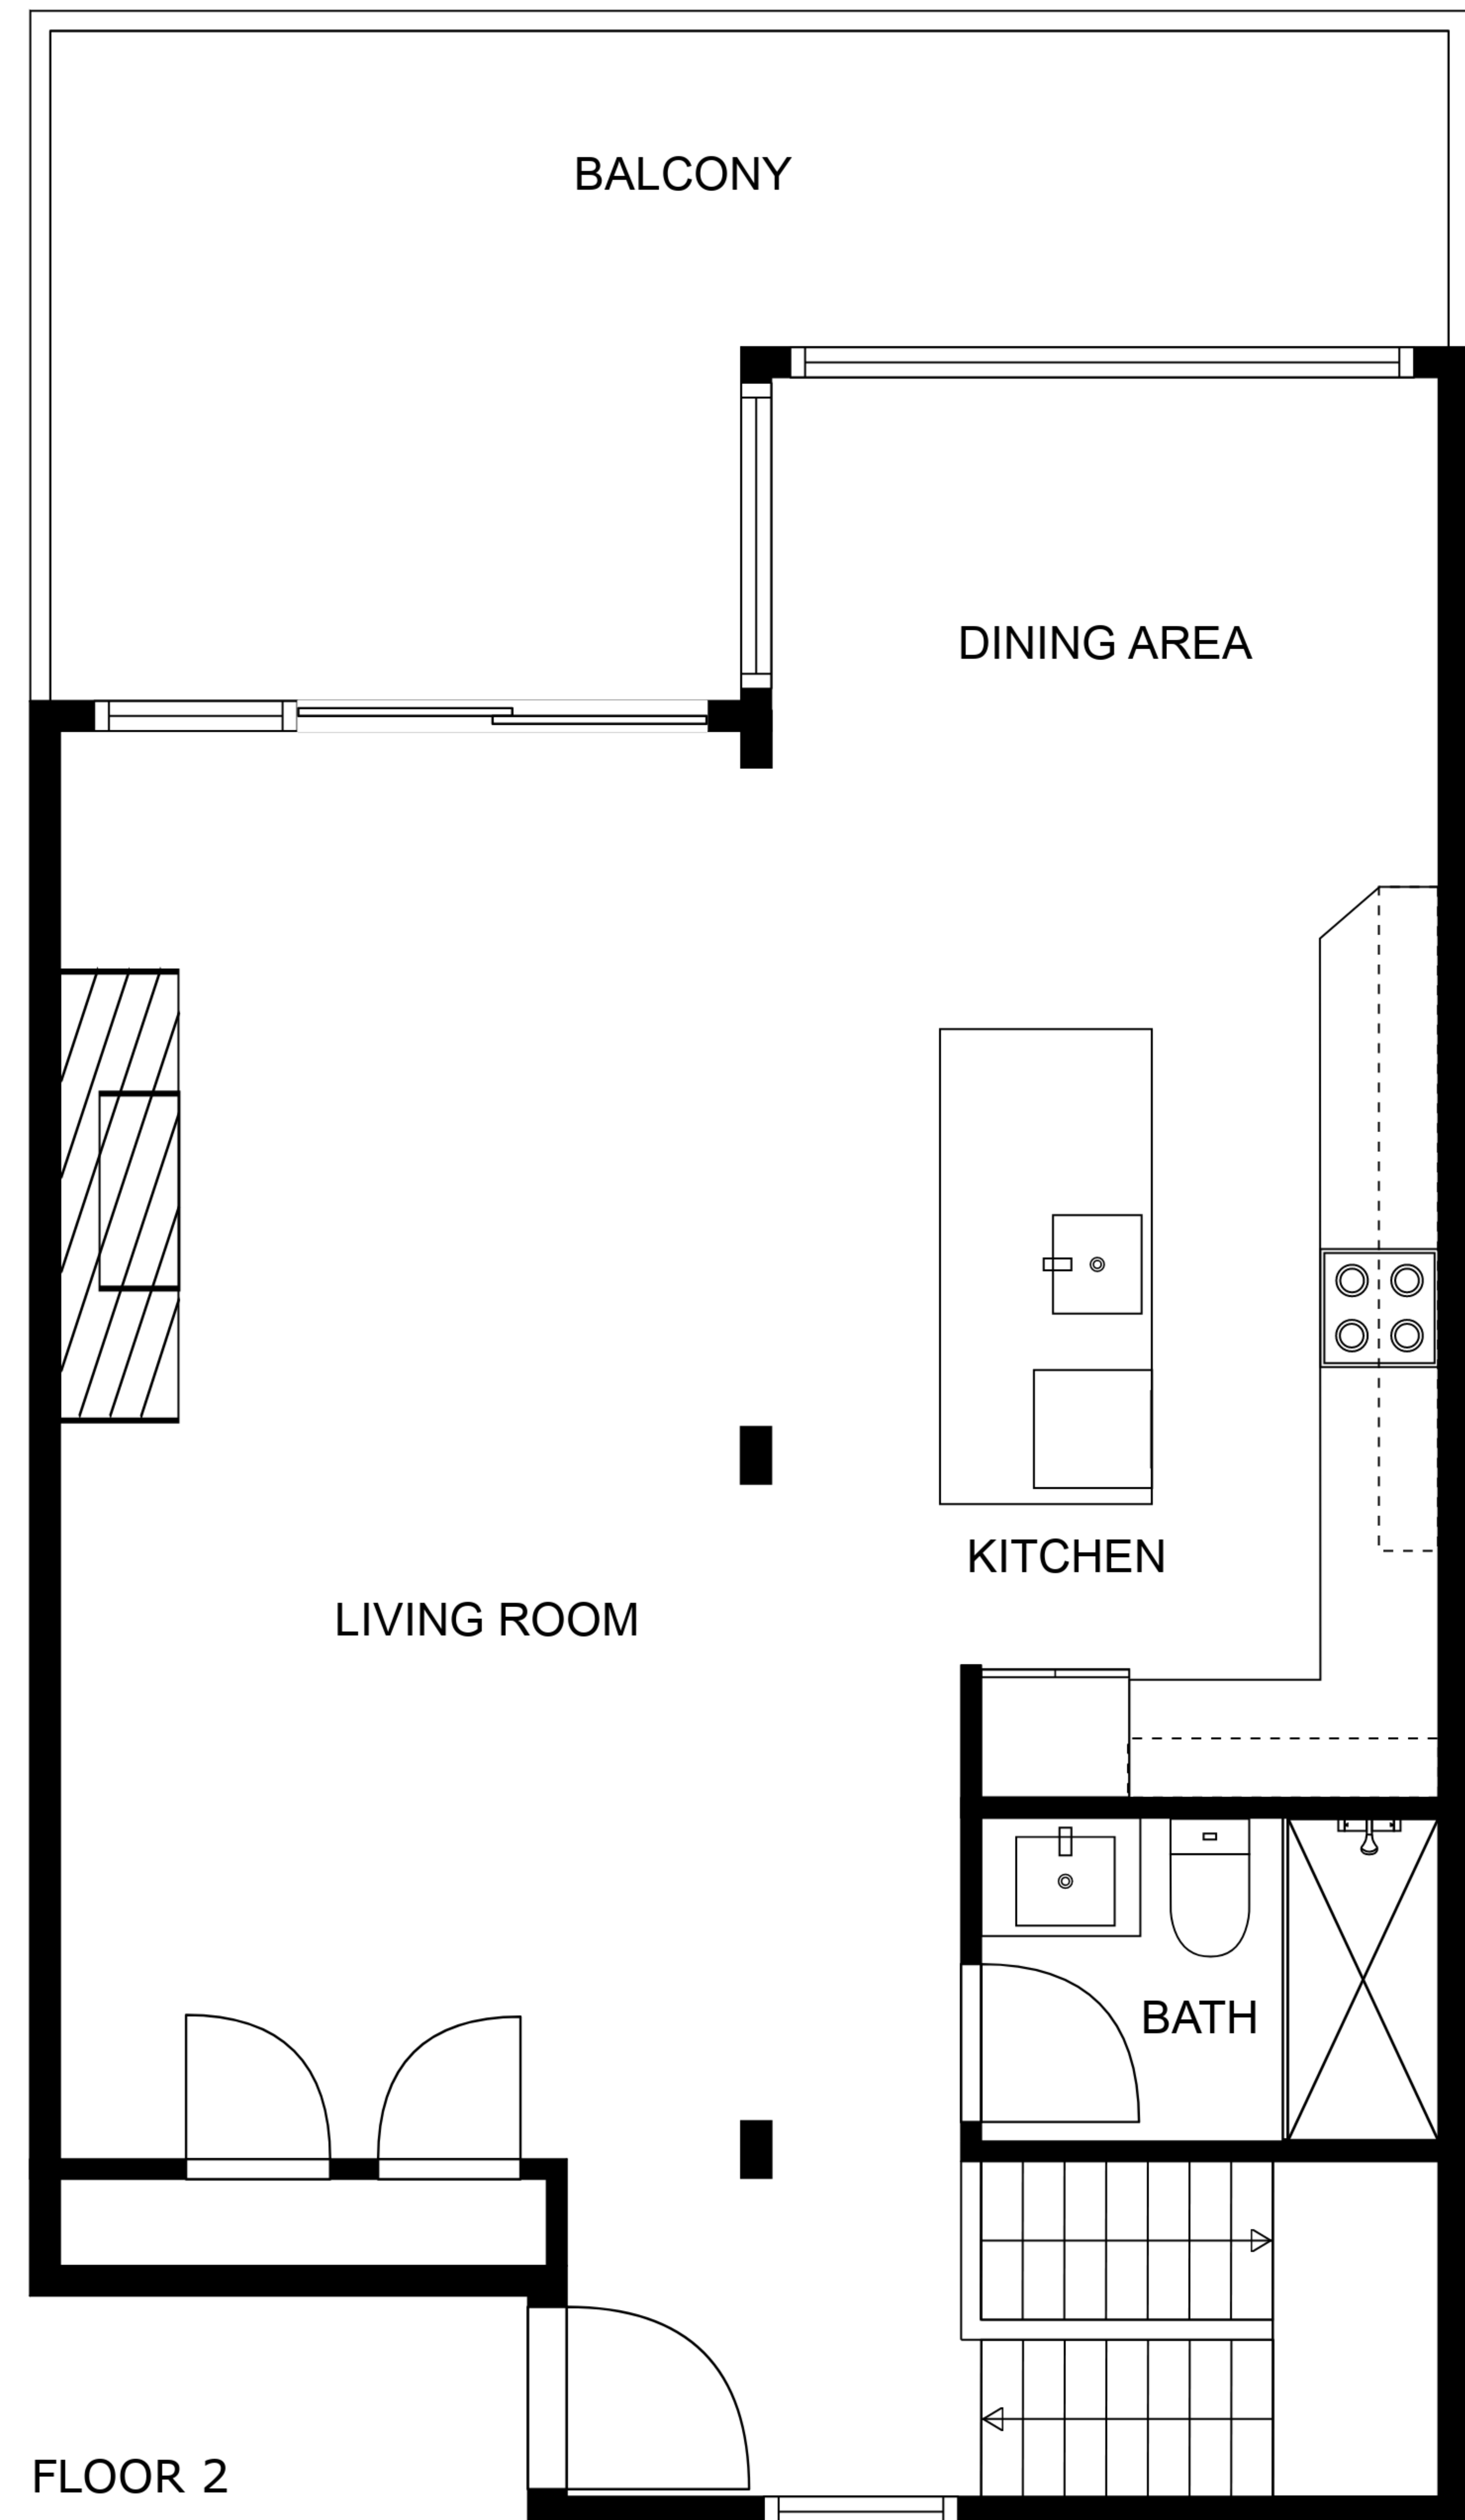 BALCONY
DINING AREA
KITCHEN
LIVING ROOM
BATH
FLOOR 2